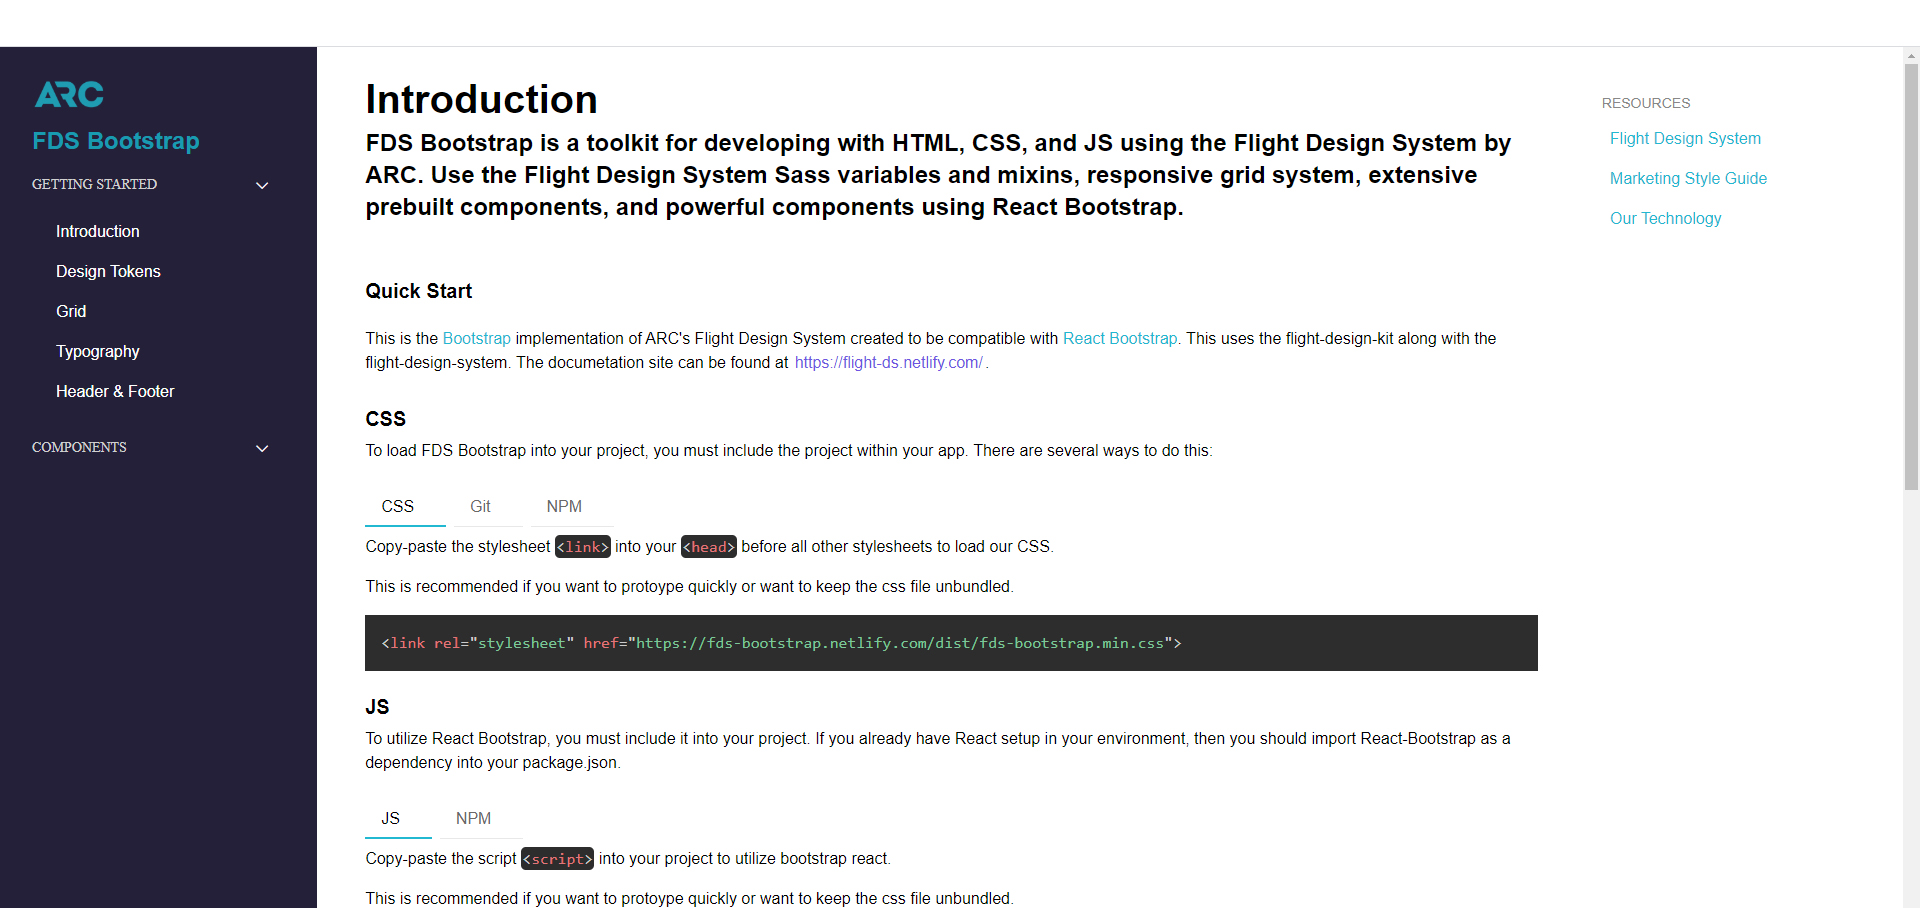 ARC
FDS Bootstrap
GETTING STARTED
Introduction
Design Tokens
Grid
Typography
Header & Footer
COMPONENTS
Introduction
FDS Bootstrap is a toolkit for developing with HTML, CSS, and JS using the Flight Design System by
ARC. Use the Flight Design System Sass variables and mixins, responsive grid system, extensive
prebuilt components, and powerful components using React Bootstrap.
Quick Start
This is the Bootstrap implementation of ARC's Flight Design System created to be compatible with React Bootstrap. This uses the flight-design-kit along with the
flight-design-system. The documetation site can be found at https://flight-ds.netlify.com/ .
CSS
To load FDS Bootstrap into your project, you must include the project within your app. There are several ways to do this:
CSS Git NPM
Copy-paste the stylesheet <link> into your <head> before all other stylesheets to load our CSS.
This is recommended if you want to protoype quickly or want to keep the css file unbundled.
<link rel="stylesheet" href="https://fds-bootstrap.netlify.com/dist/fds-bootstrap.min.css">
JS
To utilize React Bootstrap, you must include it into your project. If you already have React setup in your environment, then you should import React-Bootstrap as a
dependency into your package.json.
JS NPM
Copy-paste the script <script> into your project to utilize bootstrap react.
This is recommended if you want to protoype quickly or want to keep the css file unbundled.
RESOURCES
Flight Design System
Marketing Style Guide
Our Technology